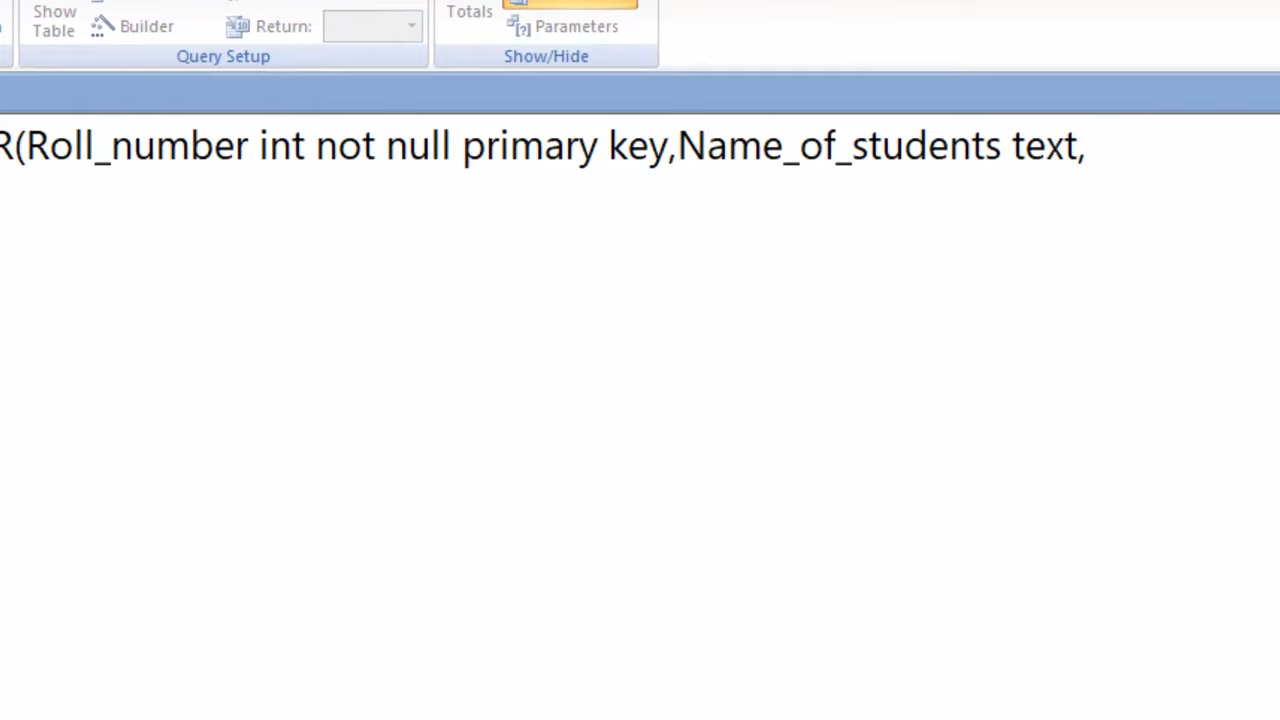 Show
Table
Builder
Return:
Totals
Parameters
Query Setup
Show/Hide
R(Roll_number int not null primary key,Name_of_students text,